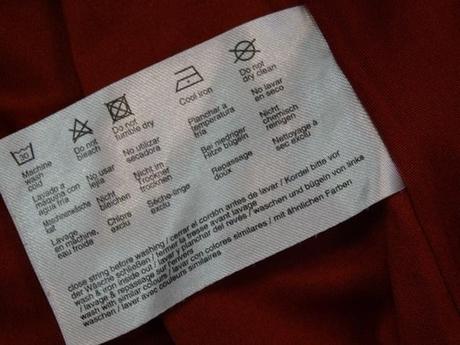 30
Machine
wash
cold
Lavado a
máquina con
agua fría
Maschinenwäsche
kalt
Lavage
en machine,
eau froide
Do not
bleach
No usar
lejia
Nicht
bleichen
Chlore
exclu
Do not
tumble dry
No utilizar
secadora
Nicht im
Trockner
trocknen
Sèche-linge
exclu
Cool iron
Planchar a
temperatura
fria
Bei niedriger
Hitze bügeln
Repassage
doux
Do not
dry clean
No lavar
en seco
Nicht
chemisch
reinigen
Nettoyage à
sec exclu
close string before washing / cerrar el cordón antes de lavar / Kordel bitte vor
der Wäsche schließen / fermer la tresse avant lavage
wash & iron inside out / lavar y planchar del revés / waschen und bügeln von links
/ lavage & repassage sur l'envers
wash with similar colours / lavar con colores similares / mit ähnlichen Farben
waschen / laver avec couleurs similaires